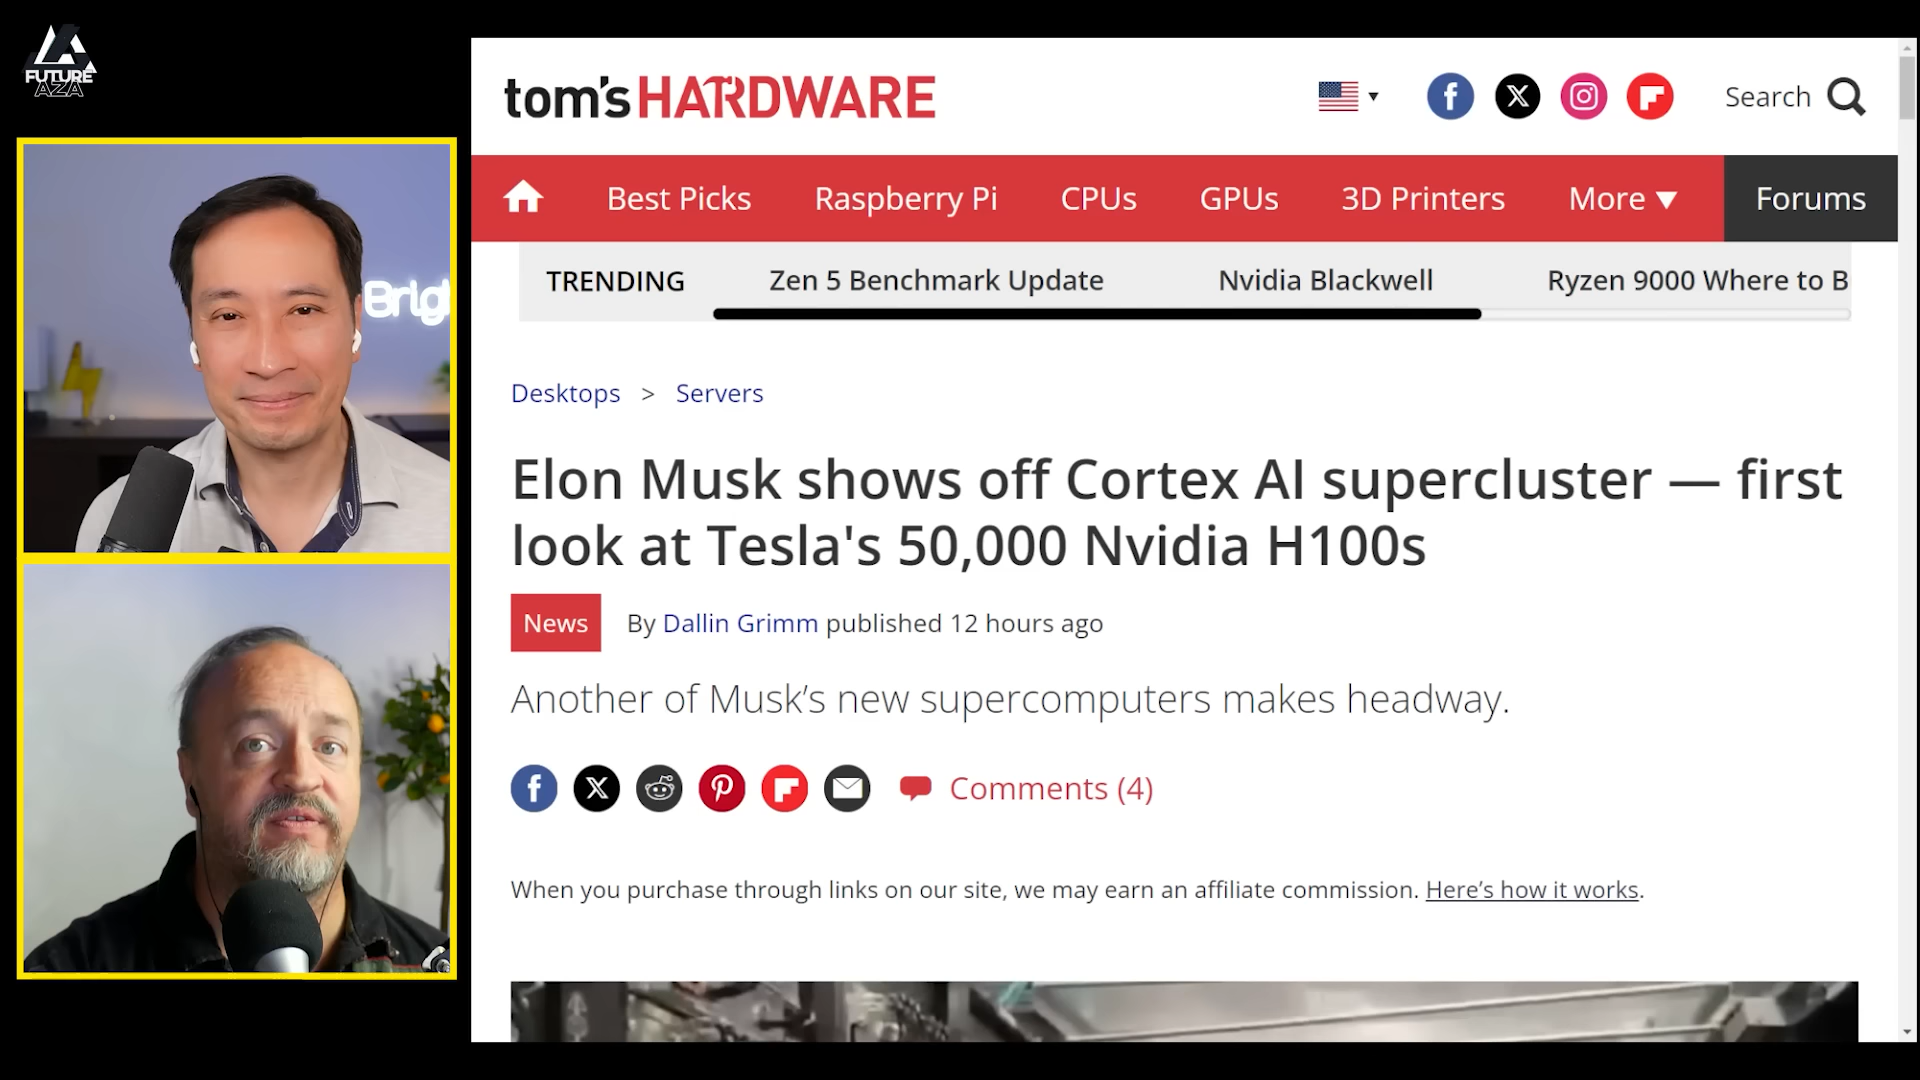 FUTURE
AZA
Brig
tom's HARDWARE
Search
Best Picks
Raspberry Pi
CPUs
GPUs
3D Printers
More ▼
Forums
TRENDING
Zen 5 Benchmark Update
Nvidia Blackwell
Ryzen 9000 Where to B
Desktops > Servers
Elon Musk shows off Cortex AI supercluster — first
look at Tesla's 50,000 Nvidia H100s
News
By Dallin Grimm published 12 hours ago
Another of Musk’s new supercomputers makes headway.
Comments (4)
When you purchase through links on our site, we may earn an affiliate commission. Here’s how it works.